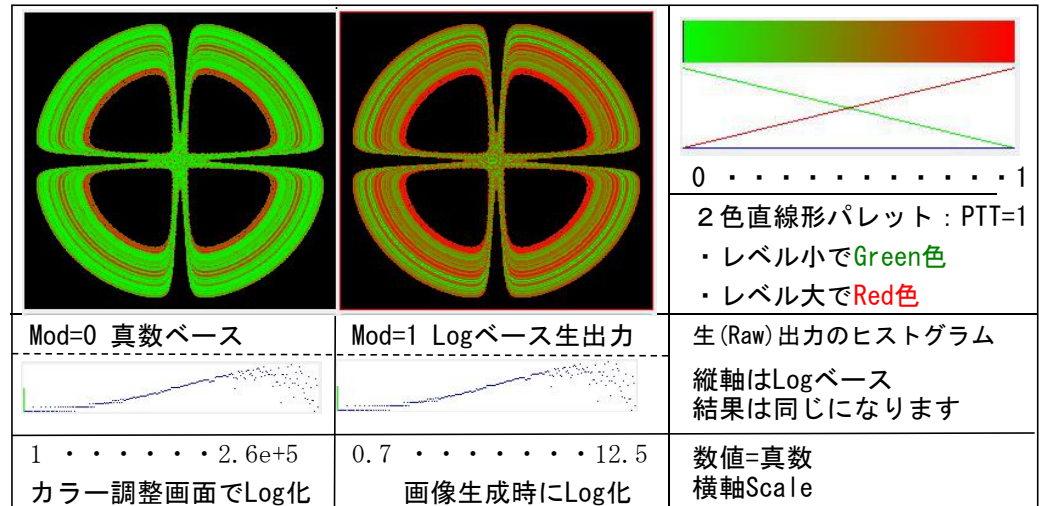 0 ・・・・・・・・・・・1
２色直線形パレット：PTT=1
・レベル小でGreen色
・レベル大でRed色
Mod=0 真数ベース
Mod=1 Logベース生出力
生(Raw)出力のヒストグラム
縦軸はLogベース
結果は同じになります
1 ・・・・・・2.6e+5
カラー調整画面でLog化
0.7 ・・・・・・・12.5
画像生成時にLog化
数値=真数
横軸Scale